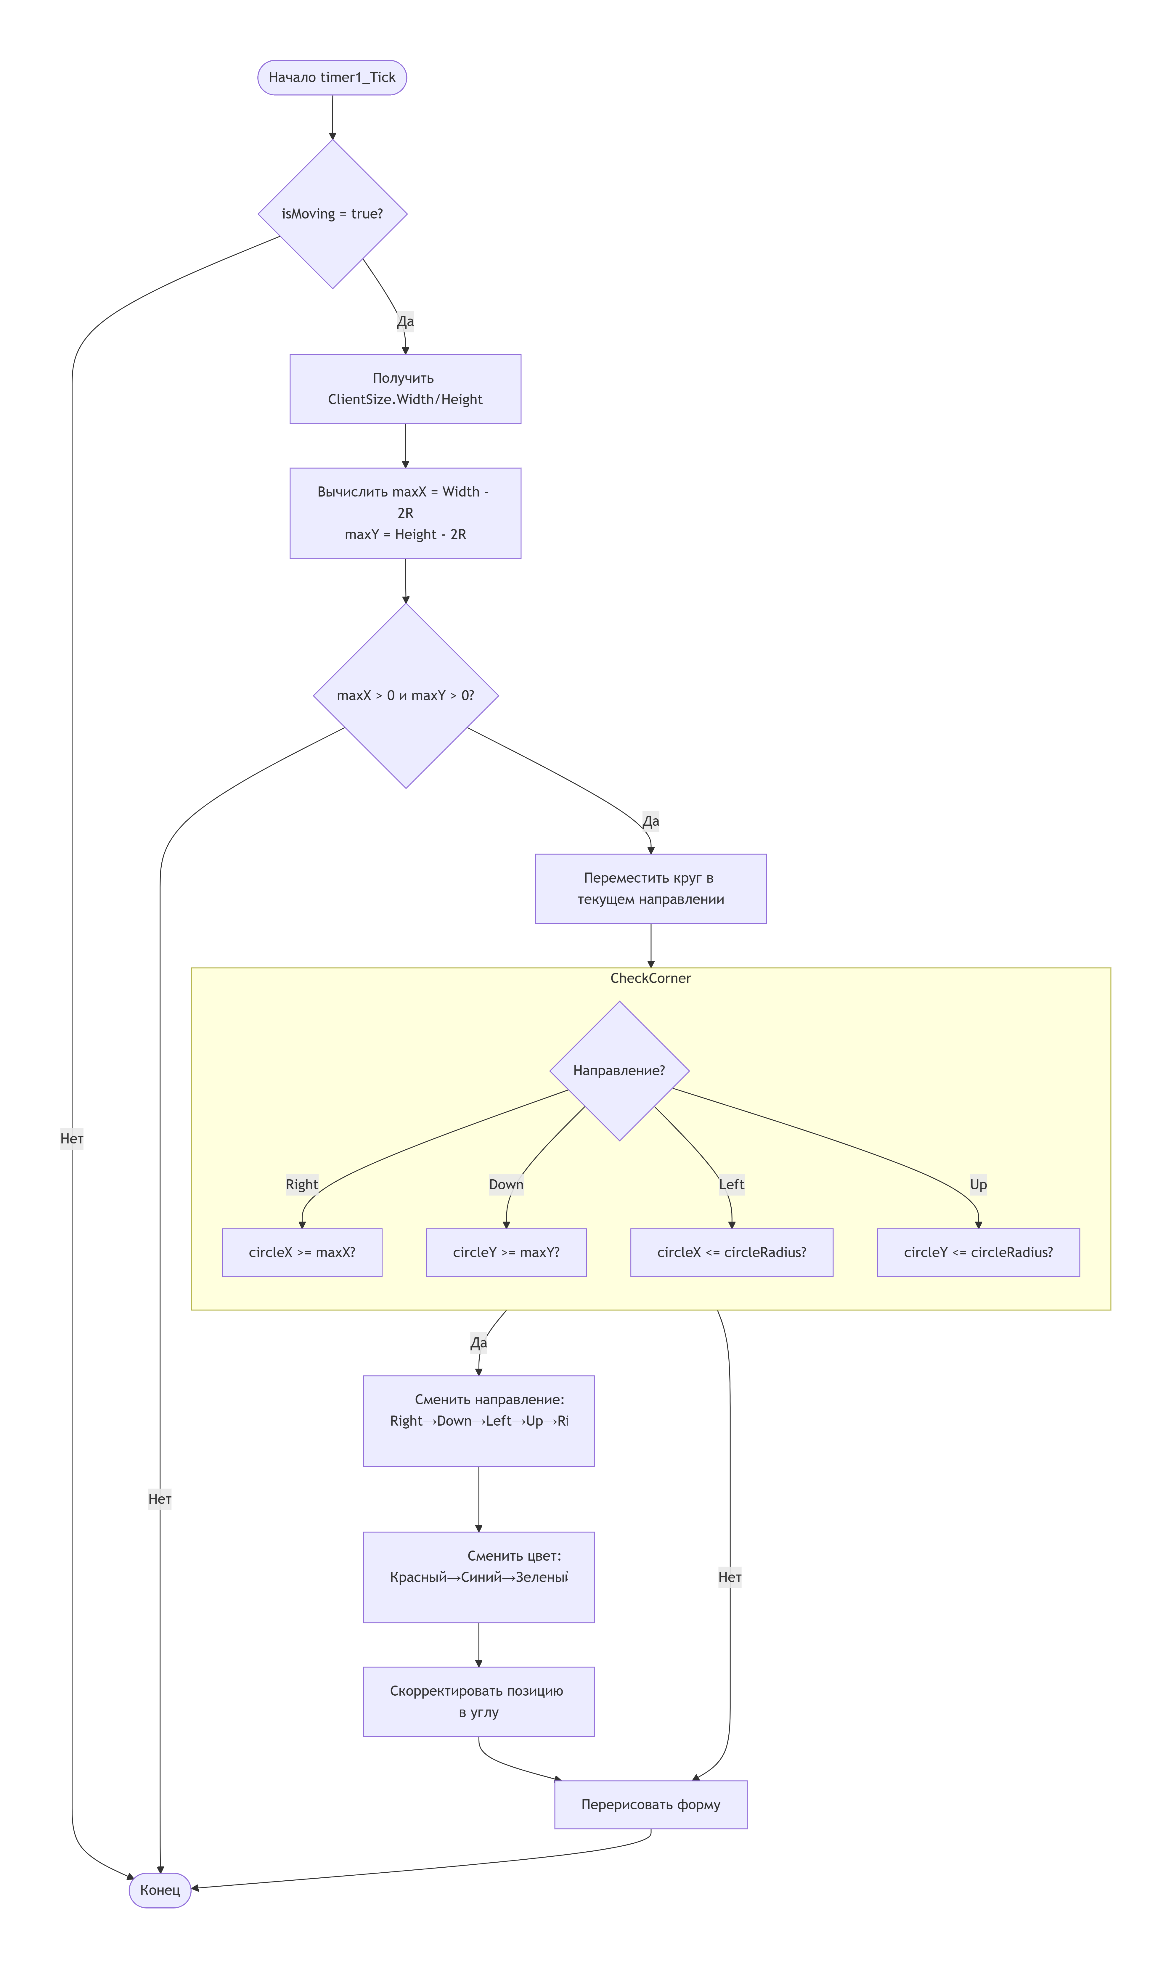 Начало timer1_Tick
isMoving = true?
Да
Получить
ClientSize.Width/Height
Вычислить maxX = Width -
2R
maxY = Height - 2R
maxX > 0 и maxY > 0?
Да
Переместить круг в
текущем направлении
CheckCorner
Направление?
Нет
Right
Down
Left
Up
circleX >= maxX?
circleY >= maxY?
circleX <= circleRadius?
circleY <= circleRadius?
Да
Сменить направление:
Right→Down→Left→Up→Ri
Нет
Сменить цвет:
Красный→Синий→Зеленый
Нет
Скорректировать позицию
в углу
Перерисовать форму
Конец